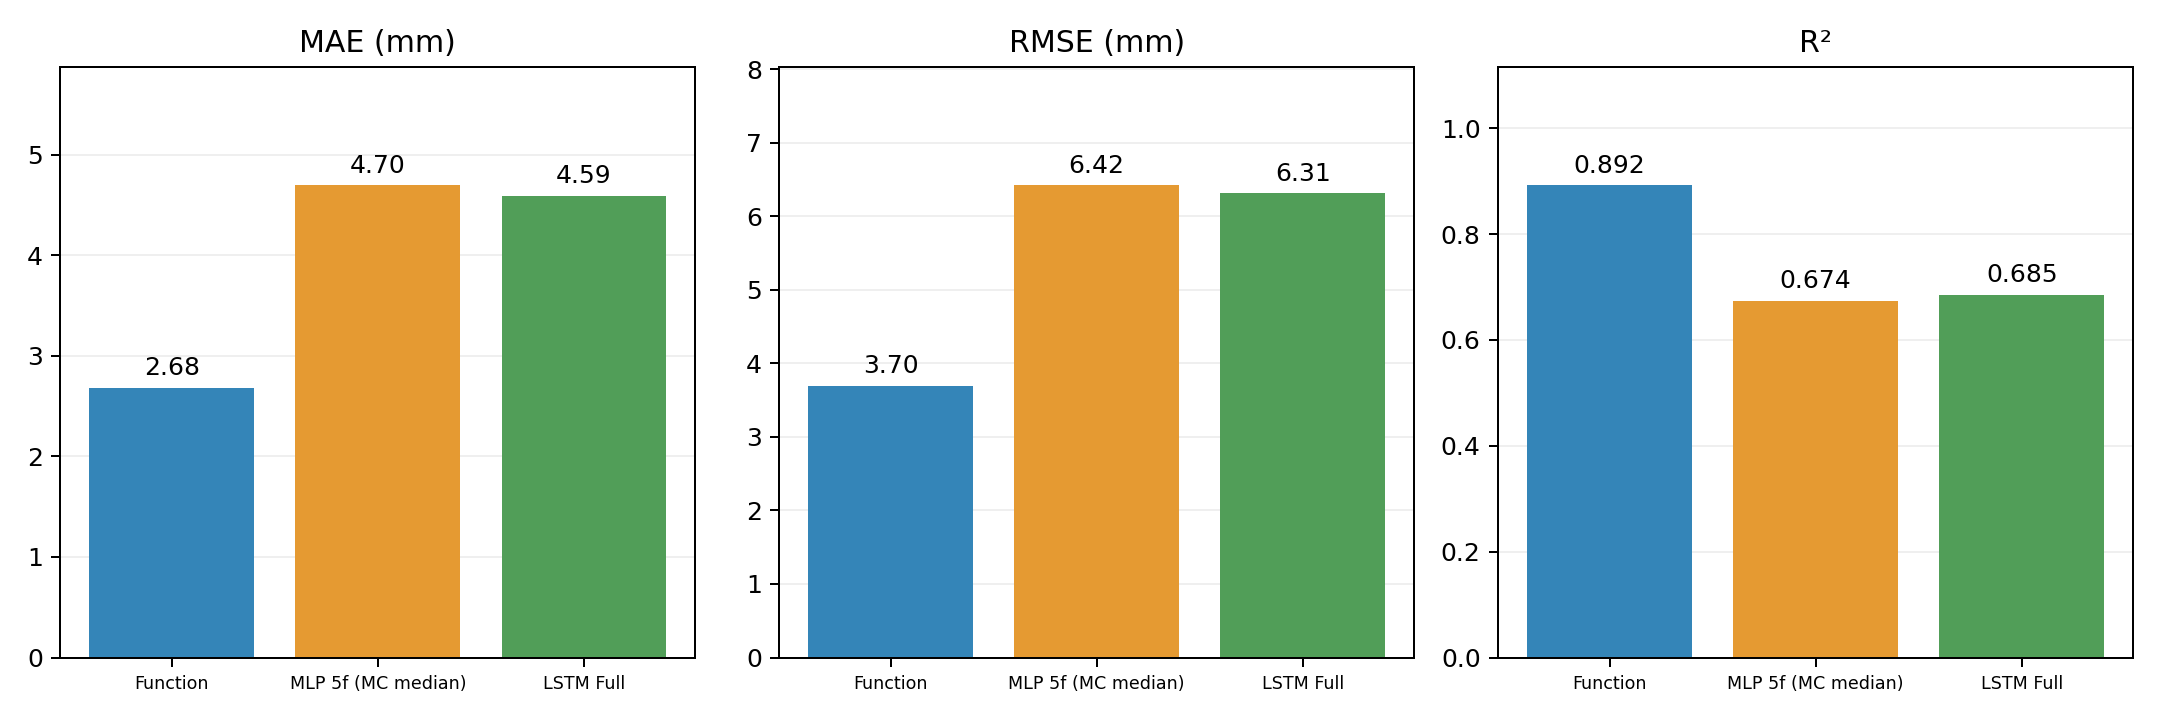 MAE (mm)
5
4
3
2
1
0
4.70
4.59
2.68
Function
MLP 5f (MC median)
LSTM Full
RMSE (mm)
8
7
6
5
4
3
2
1
0
6.42
6.31
3.70
Function
MLP 5f (MC median)
LSTM Full
R²
1.0
0.8
0.6
0.4
0.2
0.0
0.892
0.674
0.685
Function
MLP 5f (MC median)
LSTM Full